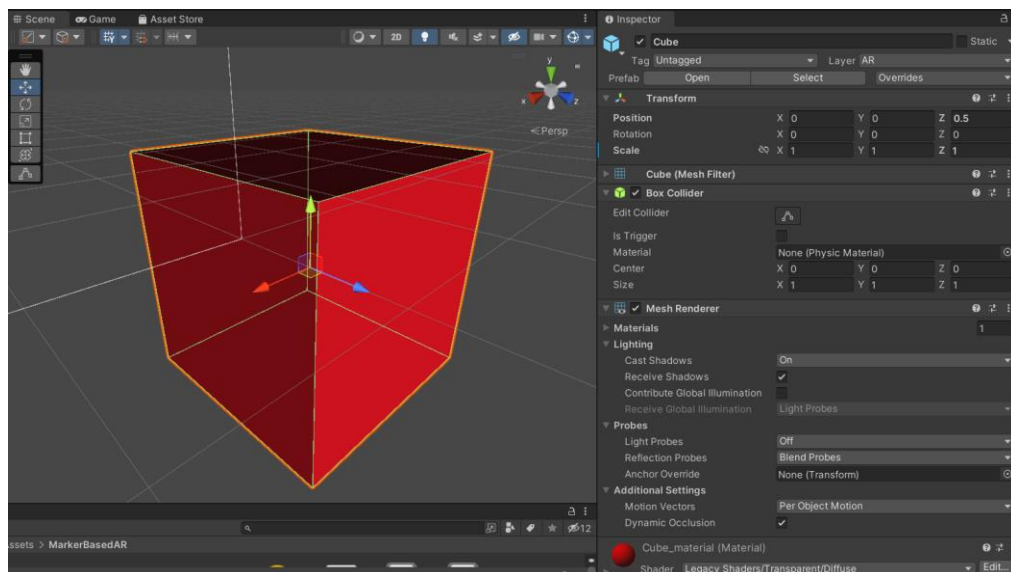 Scene Game Asset Store
2D
y
x
z
Persp
12
ssets > MarkerBasedAR
Inspector
Cube Static
Tag Untagged Layer AR
Prefab Open Select Overrides
Transform
Position X 0 Y 0 Z 0.5
Rotation X 0 Y 0 Z 0
Scale X 1 Y 1 Z 1
Cube (Mesh Filter)
Box Collider
Edit Collider
Is Trigger
Material None (Physic Material)
Center X 0 Y 0 Z 0
Size X 1 Y 1 Z 1
Mesh Renderer
Materials 1
Lighting
Cast Shadows On
Receive Shadows
Contribute Global Illumination
Receive Global Illumination Light Probes
Probes
Light Probes Off
Reflection Probes Blend Probes
Anchor Override None (Transform)
Additional Settings
Motion Vectors Per Object Motion
Dynamic Occlusion
Cube_material (Material)
Shader Legacy Shaders/Transparent/Diffuse Edit...